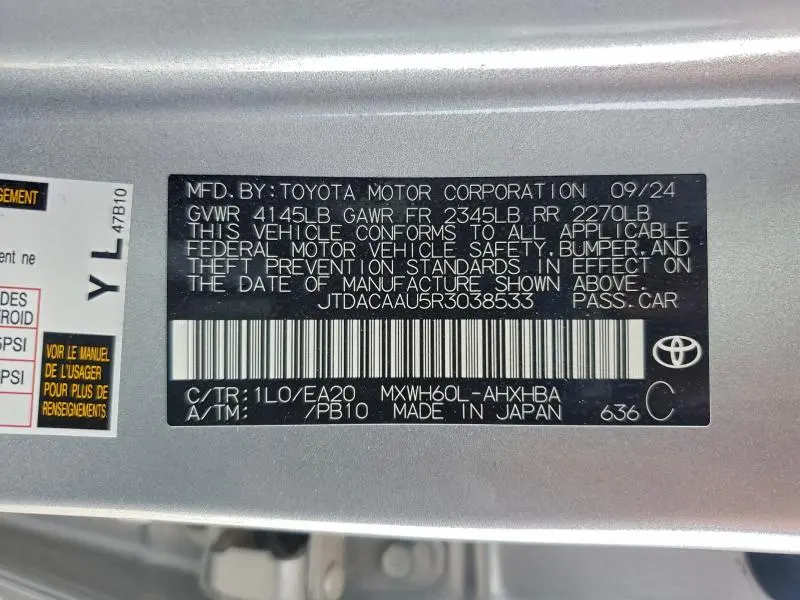 GEMENT
ent ne
DES
FROID
5PSI
PSI
VOIR LE MANUEL
DE L'USAGER
POUR PLUS DE
RENSEIGNEMENTS
YL
47B10
MFD.BY:TOYOTA MOTOR CORPORATION 09/24
GVWR 4145LB GAWR FR 2345LB RR 2270LB
THIS VEHICLE CONFORMS TO ALL APPLICABLE
FEDERAL MOTOR VEHICLE SAFETY,BUMPER,AND
THEFT PREVENTION STANDARDS IN EFFECT ON
THE DATE OF MANUFACTURE SHOWN ABOVE.
JTDACAAU5R3038533 PASS.CAR
C/TR:1L0/EA20 MXWH60L-AHXHBA
A/TM: /PB10 MADE IN JAPAN 636 C